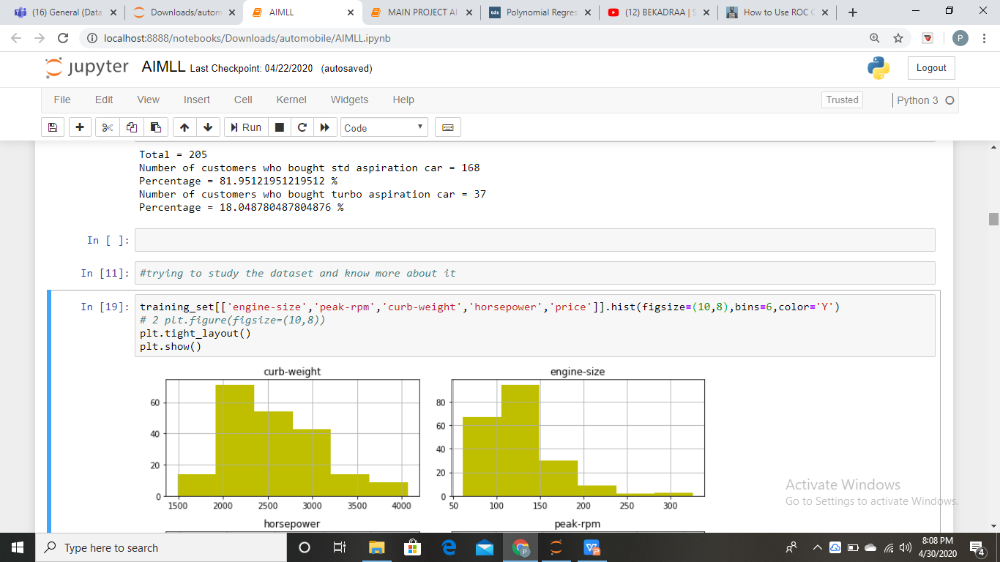 (16) General (Data
Downloads/autom
AIMLL
MAIN PROJECT AI
tds
Polynomial Regres
(12) BEKADRAA | S
How to Use ROC C
localhost:8888/notebooks/Downloads/automobile/AIMLL.ipynb
P
jupyter AIMLL Last Checkpoint: 04/22/2020 (autosaved)
Logout
File Edit View Insert Cell Kernel Widgets Help
Trusted
Python 3
Run
Code
Total = 205
Number of customers who bought std aspiration car = 168
Percentage = 81.95121951219512 %
Number of customers who bought turbo aspiration car = 37
Percentage = 18.048780487804876 %
In [ ]:
In [11]: #trying to study the dataset and know more about it
In [19]: training_set[['engine-size','peak-rpm','curb-weight','horsepower','price']].hist(figsize=(10,8),bins=6,color='Y')
# 2 plt.figure(figsize=(10,8))
plt.tight_layout()
plt.show()
curb-weight
60
40
20
0
1500 2000 2500 3000 3500 4000
engine-size
80
60
40
20
0
50 100 150 200 250 300
horsepower
peak-rpm
Activate Windows
Go to Settings to activate Windows.
Type here to search
P
8:08 PM
4/30/2020
4